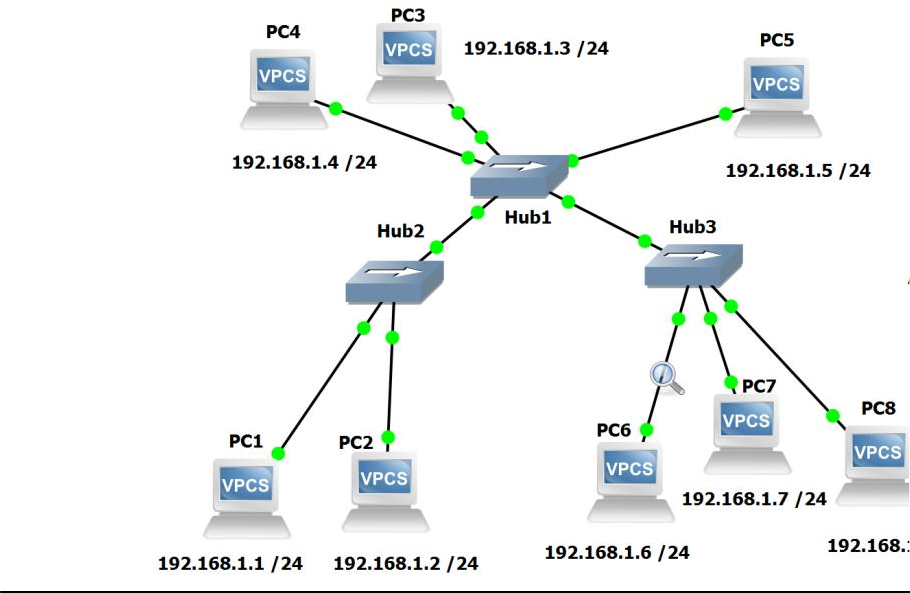 PC3
PC4
192.168.1.3 /24
PC5
VPCS
VPCS
VPCS
192.168.1.4 /24
192.168.1.5 /24
Hub1
Hub2
Hub3
PC7
PC8
PC6
PC1
PC2
VPCS
VPCS
VPCS
VPCS
VPCS
192.168.1.7 /24
192.168.1.6 /24
192.168.
192.168.1.1 /24
192.168.1.2 /24